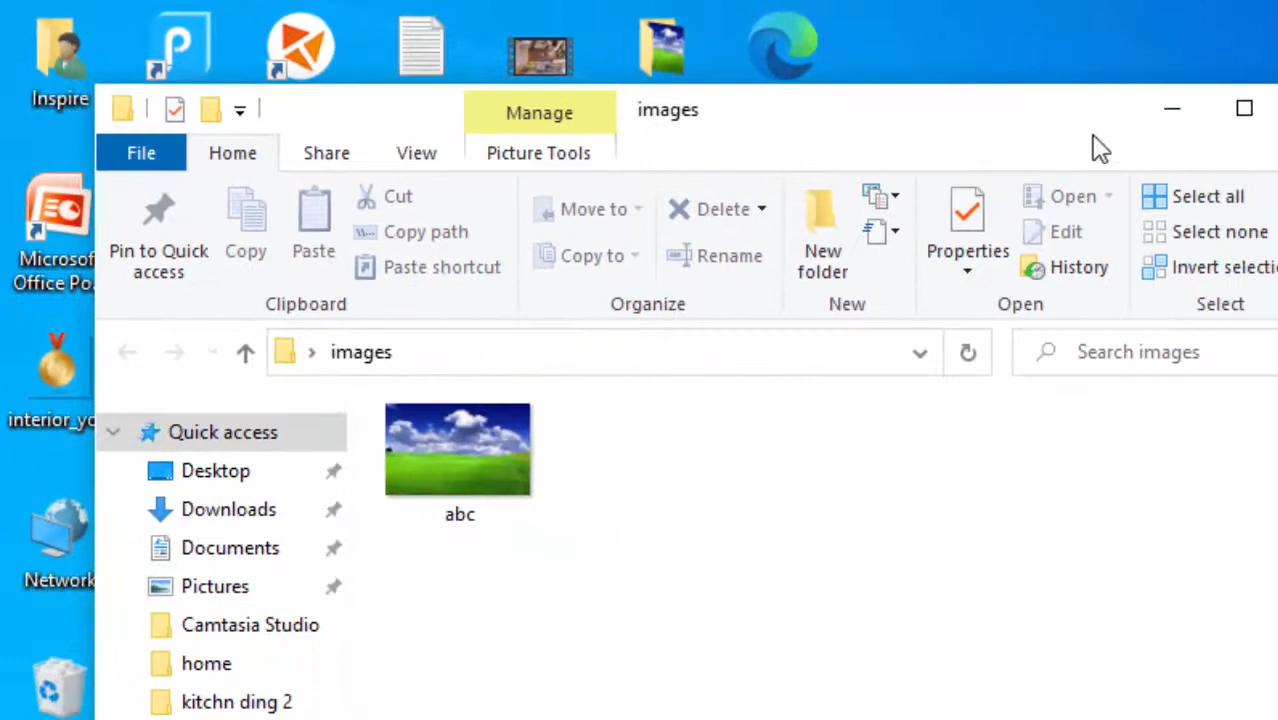 Inspire
Manage
images
File
Home
Share
View
Picture Tools
Pin to Quick
access
Copy
Paste
Cut
Copy path
Paste shortcut
Clipboard
Move to
Copy to
Delete
Rename
Organize
New
folder
New
Properties
Open
Edit
History
Open
Select all
Select none
Invert selecti
Select
images
Search images
Quick access
Desktop
Downloads
Documents
Pictures
Camtasia Studio
home
kitchn ding 2
abc
Microsof
Office Po.
interior_yo
Network